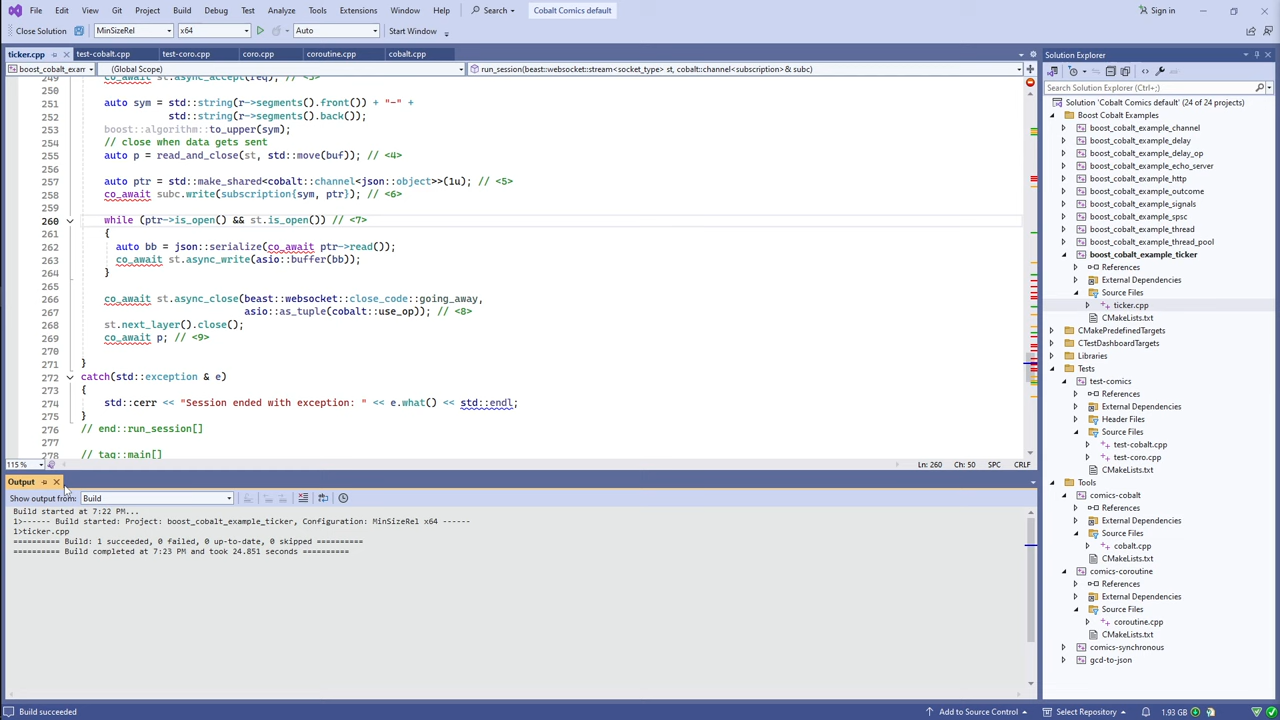 File Edit View Git Project Build Debug Test Analyze Tools Extensions Window Help Search Cobalt Comics default Sign in
Close Solution MinSizeRel x64 Auto Start Window
ticker.cpp test-cobalt.cpp test-coro.cpp coro.cpp coroutine.cpp cobalt.cpp
boost_cobalt_exam (Global Scope) run_session(beast::websocket::stream<socket_type> st, cobalt::channel<subscription>& subc)
249 co_await st.async_accept(req); // <3>
250
251 auto sym = std::string(r->segments().front()) + "-" +
252 std::string(r->segments().back());
253 boost::algorithm::to_upper(sym);
254 // close when data gets sent
255 auto p = read_and_close(st, std::move(buf)); // <4>
256
257 auto ptr = std::make_shared<cobalt::channel<json::object>>(1u); // <5>
258 co_await subc.write(subscription{sym, ptr}); // <6>
259
260 while (ptr->is_open() && st.is_open()) // <7>
261 {
262 auto bb = json::serialize(co_await ptr->read());
263 co_await st.async_write(asio::buffer(bb));
264 }
265
266 co_await st.async_close(beast::websocket::close_code::going_away,
267 asio::as_tuple(cobalt::use_op)); // <8>
268 st.next_layer().close();
269 co_await p; // <9>
270
271 }
272 catch(std::exception & e)
273 {
274 std::cerr << "Session ended with exception: " << e.what() << std::endl;
275 }
276 // end::run_session[]
277
278 // tag::main[]
115 % Ln: 260 Ch: 50 SPC CRLF
Output
Show output from: Build
Build started at 7:22 PM...
1>------ Build started: Project: boost_cobalt_example_ticker, Configuration: MinSizeRel x64 ------
1>ticker.cpp
========== Build: 1 succeeded, 0 failed, 0 up-to-date, 0 skipped ==========
========== Build completed at 7:23 PM and took 24.851 seconds ==========
Solution Explorer
Search Solution Explorer (Ctrl+;)
Solution 'Cobalt Comics default' (24 of 24 projects)
Boost Cobalt Examples
boost_cobalt_example_channel
boost_cobalt_example_delay
boost_cobalt_example_delay_op
boost_cobalt_example_echo_server
boost_cobalt_example_http
boost_cobalt_example_outcome
boost_cobalt_example_signals
boost_cobalt_example_spsc
boost_cobalt_example_thread
boost_cobalt_example_thread_pool
boost_cobalt_example_ticker
References
External Dependencies
Source Files
ticker.cpp
CMakeLists.txt
CMakePredefinedTargets
CTestDashboardTargets
Libraries
Tests
test-comics
References
External Dependencies
Header Files
Source Files
test-cobalt.cpp
test-coro.cpp
CMakeLists.txt
Tools
comics-cobalt
References
External Dependencies
Source Files
cobalt.cpp
CMakeLists.txt
comics-coroutine
References
External Dependencies
Source Files
coroutine.cpp
CMakeLists.txt
comics-synchronous
gcd-to-json
Build succeeded Add to Source Control Select Repository 1.93 GB